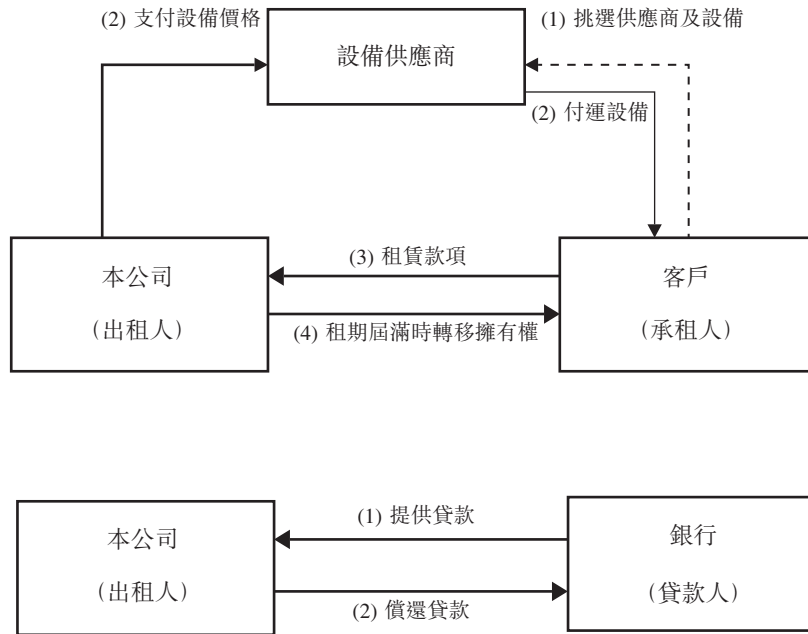 (2) 支付設備價格
(1) 挑選供應商及設備
設備供應商
(2) 付運設備
本公司
(出租人)
(3) 租賃款項
(4) 租期屆滿時轉移擁有權
客戶
(承租人)
本公司
(出租人)
(1) 提供貸款
(2) 償還貸款
銀行
(貸款人)